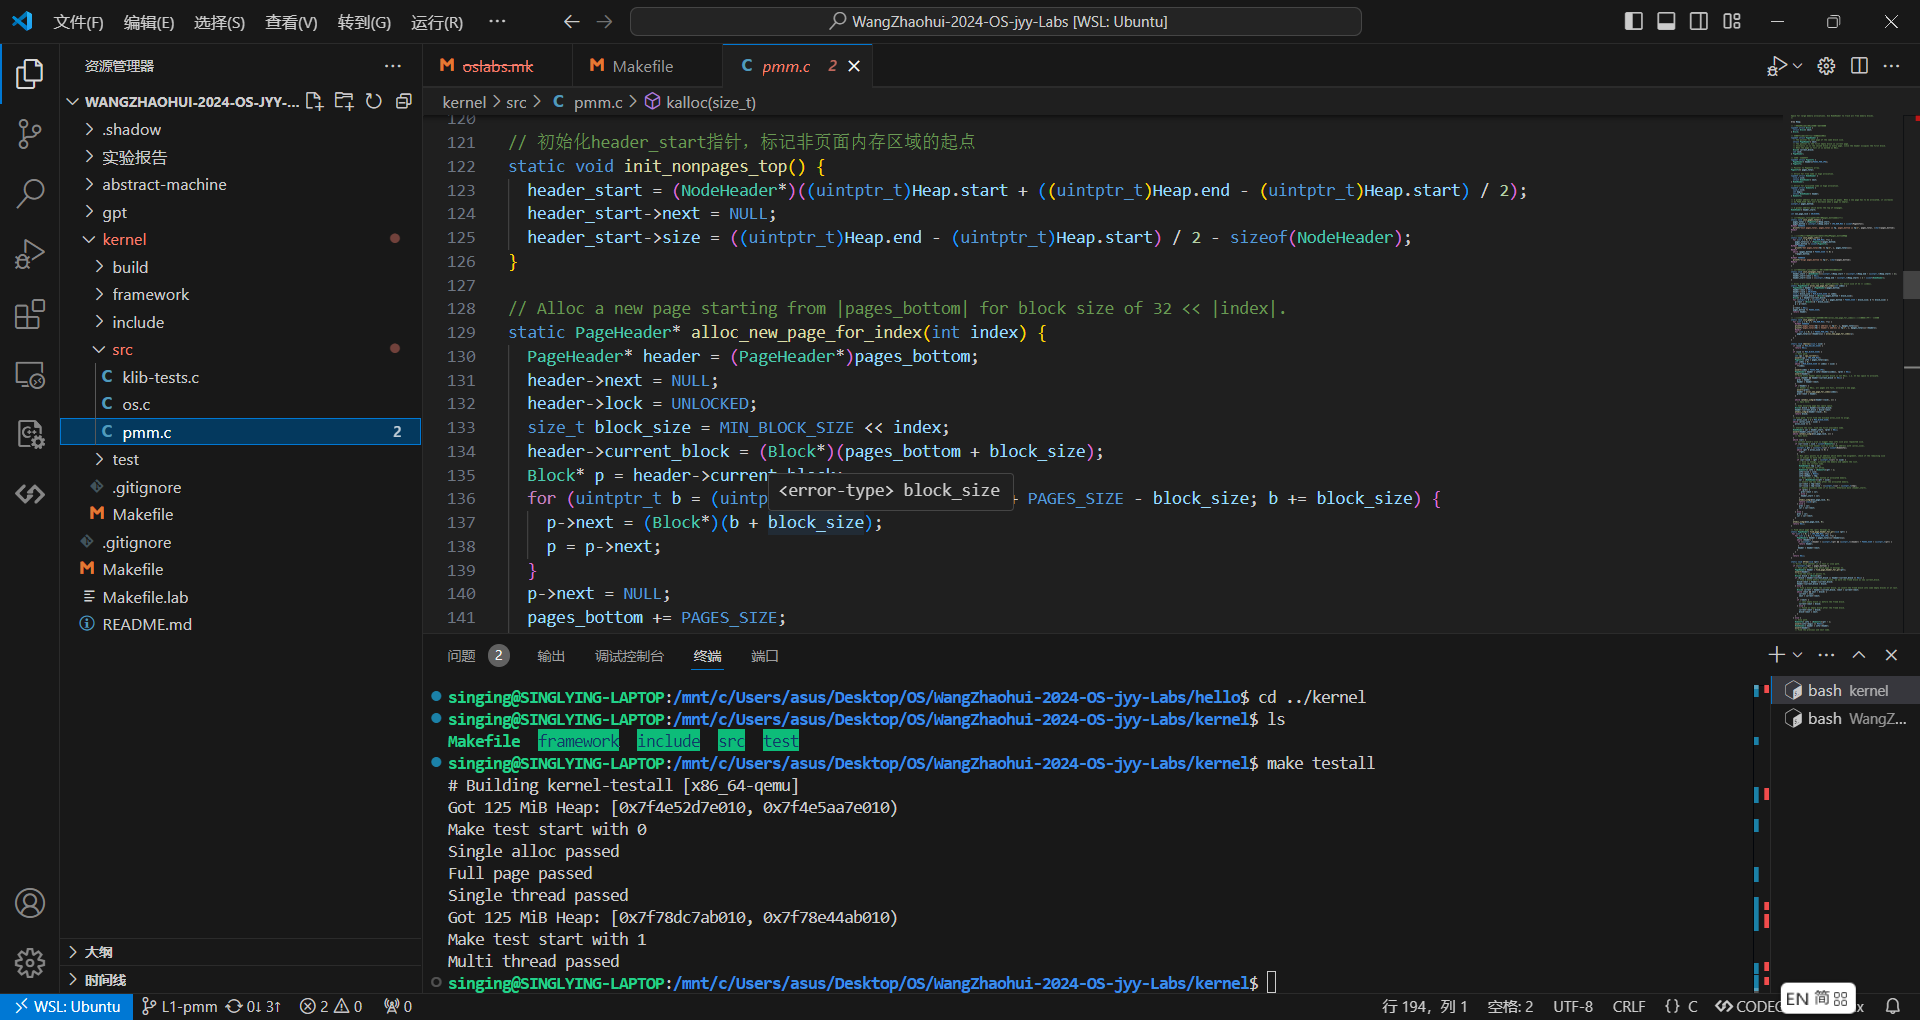 文件(F) 编辑(E) 选择(S) 查看(V) 转到(G) 运行(R) ··· WangZhaohui-2024-OS-jyy-Labs [WSL: Ubuntu]
资源管理器
WANGZHAOHUI-2024-OS-JYY-...
.shadow
实验报告
abstract-machine
gpt
kernel
build
framework
include
src
C klib-tests.c
C os.c
C pmm.c 2
test
.gitignore
M Makefile
.gitignore
M Makefile
Makefile.lab
README.md
大纲
时间线
M oslabs.mk M Makefile C pmm.c 2
kernel > src > C pmm.c > kalloc(size_t)
120
121 // 初始化header_start指针，标记非页面内存区域的起点
122 static void init_nonpages_top() {
123 header_start = (NodeHeader*)((uintptr_t)Heap.start + ((uintptr_t)Heap.end - (uintptr_t)Heap.start) / 2);
124 header_start->next = NULL;
125 header_start->size = ((uintptr_t)Heap.end - (uintptr_t)Heap.start) / 2 - sizeof(NodeHeader);
126 }
127
128 // Alloc a new page starting from |pages_bottom| for block size of 32 << |index|.
129 static PageHeader* alloc_new_page_for_index(int index) {
130 PageHeader* header = (PageHeader*)pages_bottom;
131 header->next = NULL;
132 header->lock = UNLOCKED;
133 size_t block_size = MIN_BLOCK_SIZE << index;
134 header->current_block = (Block*)(pages_bottom + block_size);
135 Block* p = header->current_block;
136 for (uintptr_t b = (uintp <error-type> block_size + PAGES_SIZE - block_size; b += block_size) {
137 p->next = (Block*)(b + block_size);
138 p = p->next;
139 }
140 p->next = NULL;
141 pages_bottom += PAGES_SIZE;
问题 2 输出 调试控制台 终端 端口
singing@SINGLYING-LAPTOP:/mnt/c/Users/asus/Desktop/OS/WangZhaohui-2024-OS-jyy-Labs/hello$ cd ../kernel
singing@SINGLYING-LAPTOP:/mnt/c/Users/asus/Desktop/OS/WangZhaohui-2024-OS-jyy-Labs/kernel$ ls
Makefile framework include src test
singing@SINGLYING-LAPTOP:/mnt/c/Users/asus/Desktop/OS/WangZhaohui-2024-OS-jyy-Labs/kernel$ make testall
# Building kernel-testall [x86_64-qemu]
Got 125 MiB Heap: [0x7f4e52d7e010, 0x7f4e5aa7e010)
Make test start with 0
Single alloc passed
Full page passed
Single thread passed
Got 125 MiB Heap: [0x7f78dc7ab010, 0x7f78e44ab010)
Make test start with 1
Multi thread passed
singing@SINGLYING-LAPTOP:/mnt/c/Users/asus/Desktop/OS/WangZhaohui-2024-OS-jyy-Labs/kernel$
bash kernel
bash WangZ...
WSL: Ubuntu L1-pmm 0↓ 3↑ 2 0 0 行 194，列 1 空格: 2 UTF-8 CRLF {} C EN 简